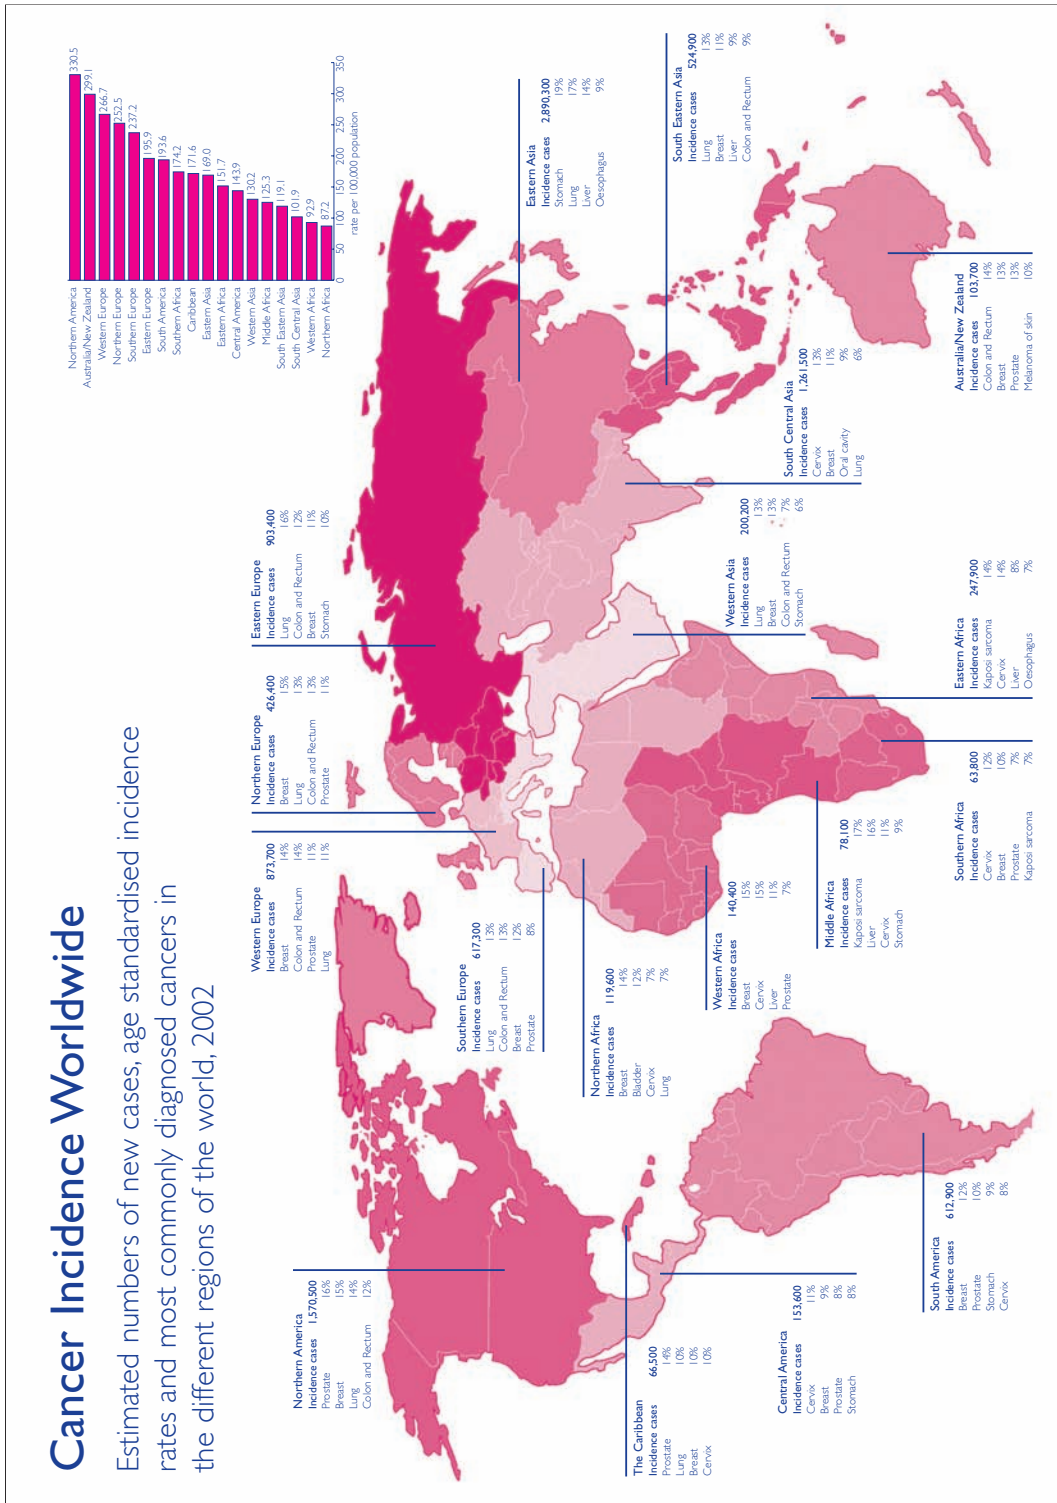 Cancer Incidence Worldwide
Estimated numbers of new cases, age standardised incidence
rates and most commonly diagnosed cancers in
the different regions of the world, 2002
Northern America 330.5
Australia/New Zealand 299.1
Western Europe 266.7
Northern Europe 252.5
Southern Europe 237.2
Eastern Europe 195.9
South America 193.6
Southern Africa 174.2
Caribbean 171.6
Eastern Asia 169.0
Eastern Africa 151.7
Central America 143.9
Western Asia 130.2
Middle Africa 125.3
South Eastern Asia 119.1
South Central Asia 101.9
Western Africa 92.9
Northern Africa 87.2
0 50 100 150 200 250 300 350
rate per 100,000 population
Northern America
Incidence cases 1,570,500
Prostate 16%
Breast 15%
Lung 14%
Colon and Rectum 12%
Western Europe
Incidence cases 873,700
Breast 14%
Colon and Rectum 14%
Prostate 11%
Lung 11%
Northern Europe
Incidence cases 426,400
Breast 15%
Lung 13%
Colon and Rectum 13%
Prostate 11%
Eastern Europe
Incidence cases 903,400
Lung 16%
Colon and Rectum 12%
Breast 11%
Stomach 10%
Southern Europe
Incidence cases 617,300
Lung 13%
Colon and Rectum 13%
Breast 12%
Prostate 8%
Eastern Asia
Incidence cases 2,890,300
Stomach 19%
Lung 17%
Liver 14%
Oesophagus 9%
Northern Africa
Incidence cases 119,600
Breast 14%
Bladder 12%
Cervix 7%
Lung 7%
The Caribbean
Incidence cases 66,500
Prostate 14%
Lung 10%
Breast 10%
Cervix 10%
South Eastern Asia
Incidence cases 524,900
Lung 13%
Breast 11%
Liver 9%
Colon and Rectum 9%
Western Africa
Incidence cases 140,400
Breast 15%
Cervix 15%
Liver 11%
Prostate 7%
Western Asia
Incidence cases 200,200
Lung 13%
Breast 13%
Colon and Rectum 7%
Stomach 6%
Central America
Incidence cases 153,600
Cervix 11%
Breast 9%
Prostate 8%
Stomach 8%
South Central Asia
Incidence cases 1,261,500
Cervix 13%
Breast 11%
Oral cavity 9%
Lung 6%
Middle Africa
Incidence cases 78,100
Kaposi sarcoma 17%
Liver 16%
Cervix 11%
Stomach 9%
South America
Incidence cases 612,900
Breast 12%
Prostate 10%
Stomach 9%
Cervix 8%
Southern Africa
Incidence cases 63,800
Cervix 12%
Breast 10%
Prostate 7%
Kaposi sarcoma 7%
Eastern Africa
Incidence cases 247,900
Kaposi sarcoma 14%
Cervix 14%
Liver 8%
Oesophagus 7%
Australia/New Zealand
Incidence cases 103,700
Colon and Rectum 14%
Breast 13%
Prostate 13%
Melanoma of skin 10%